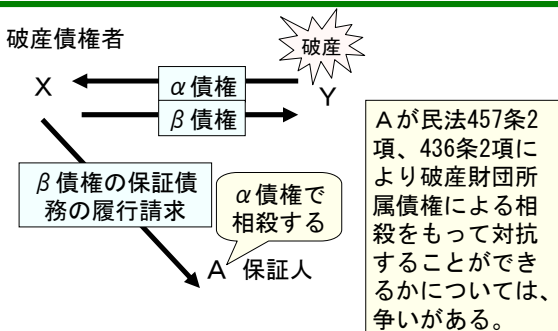 破産債権者
破産
X
α債権
Y
β債権
β債権の保証債
務の履行請求
α債権で
相殺する
A 保証人
Aが民法457条2
項、436条2項に
より破産財団所
属債権による相
殺をもって対抗
することができ
るかについては、
争いがある。